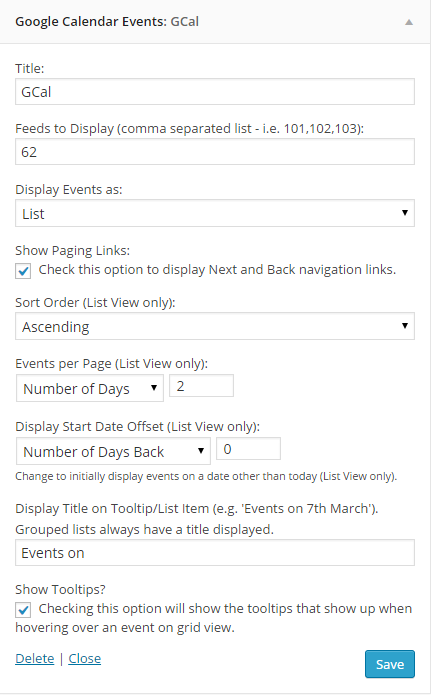 Google Calendar Events: GCal
Title:
GCal
Feeds to Display (comma separated list - i.e. 101,102,103):
62
Display Events as:
List
Show Paging Links:
Check this option to display Next and Back navigation links.
Sort Order (List View only):
Ascending
Events per Page (List View only):
Number of Days 2
Display Start Date Offset (List View only):
Number of Days Back 0
Change to initially display events on a date other than today (List View only).
Display Title on Tooltip/List Item (e.g. 'Events on 7th March').
Grouped lists always have a title displayed.
Events on
Show Tooltips?
Checking this option will show the tooltips that show up when
hovering over an event on grid view.
Delete | Close Save